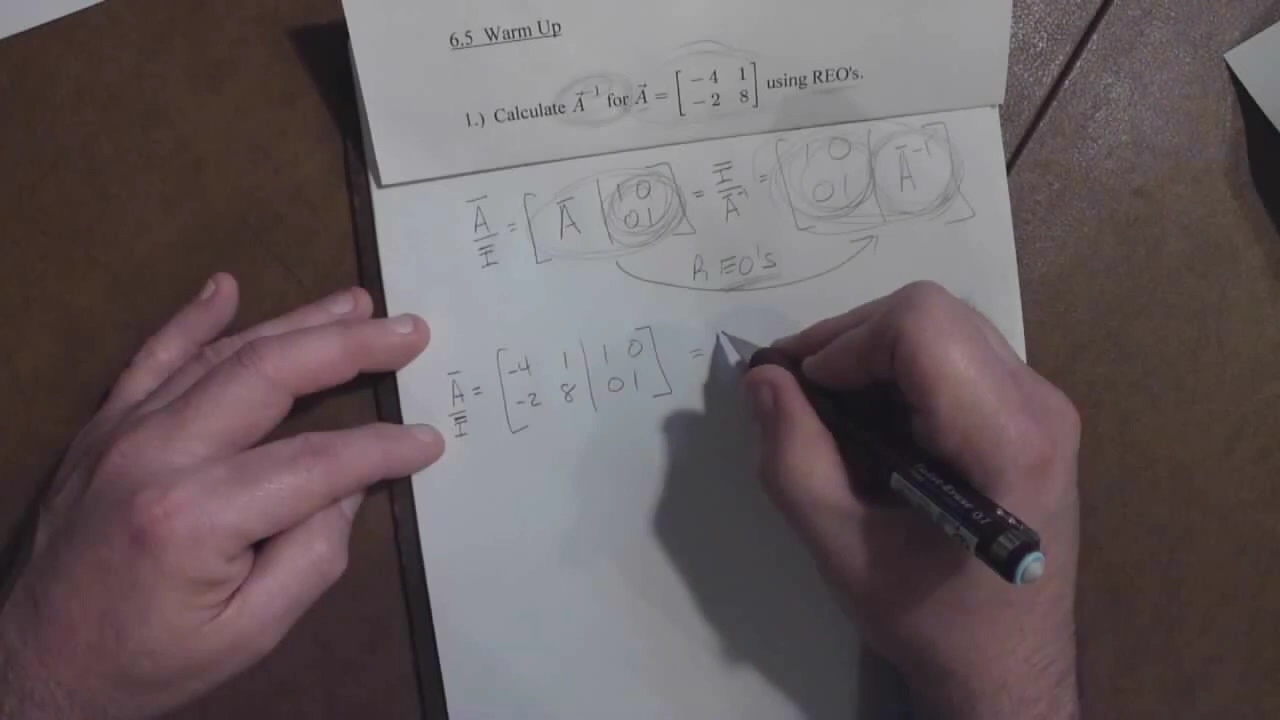 6.5 Warm Up
1.) Calculate A⃗⁻¹ for A⃗ = [ -4 1 ; -2 8 ] using REO's.
A̅/I̅ = [ A̅ | 1 0 ; 0 1 ] = I̅/A̅⁻¹ = [ 1 0 ; 0 1 | A̅⁻¹ ]
REO's
A̅/I̅ = [ -4 1 | 1 0 ; -2 8 | 0 1 ] =